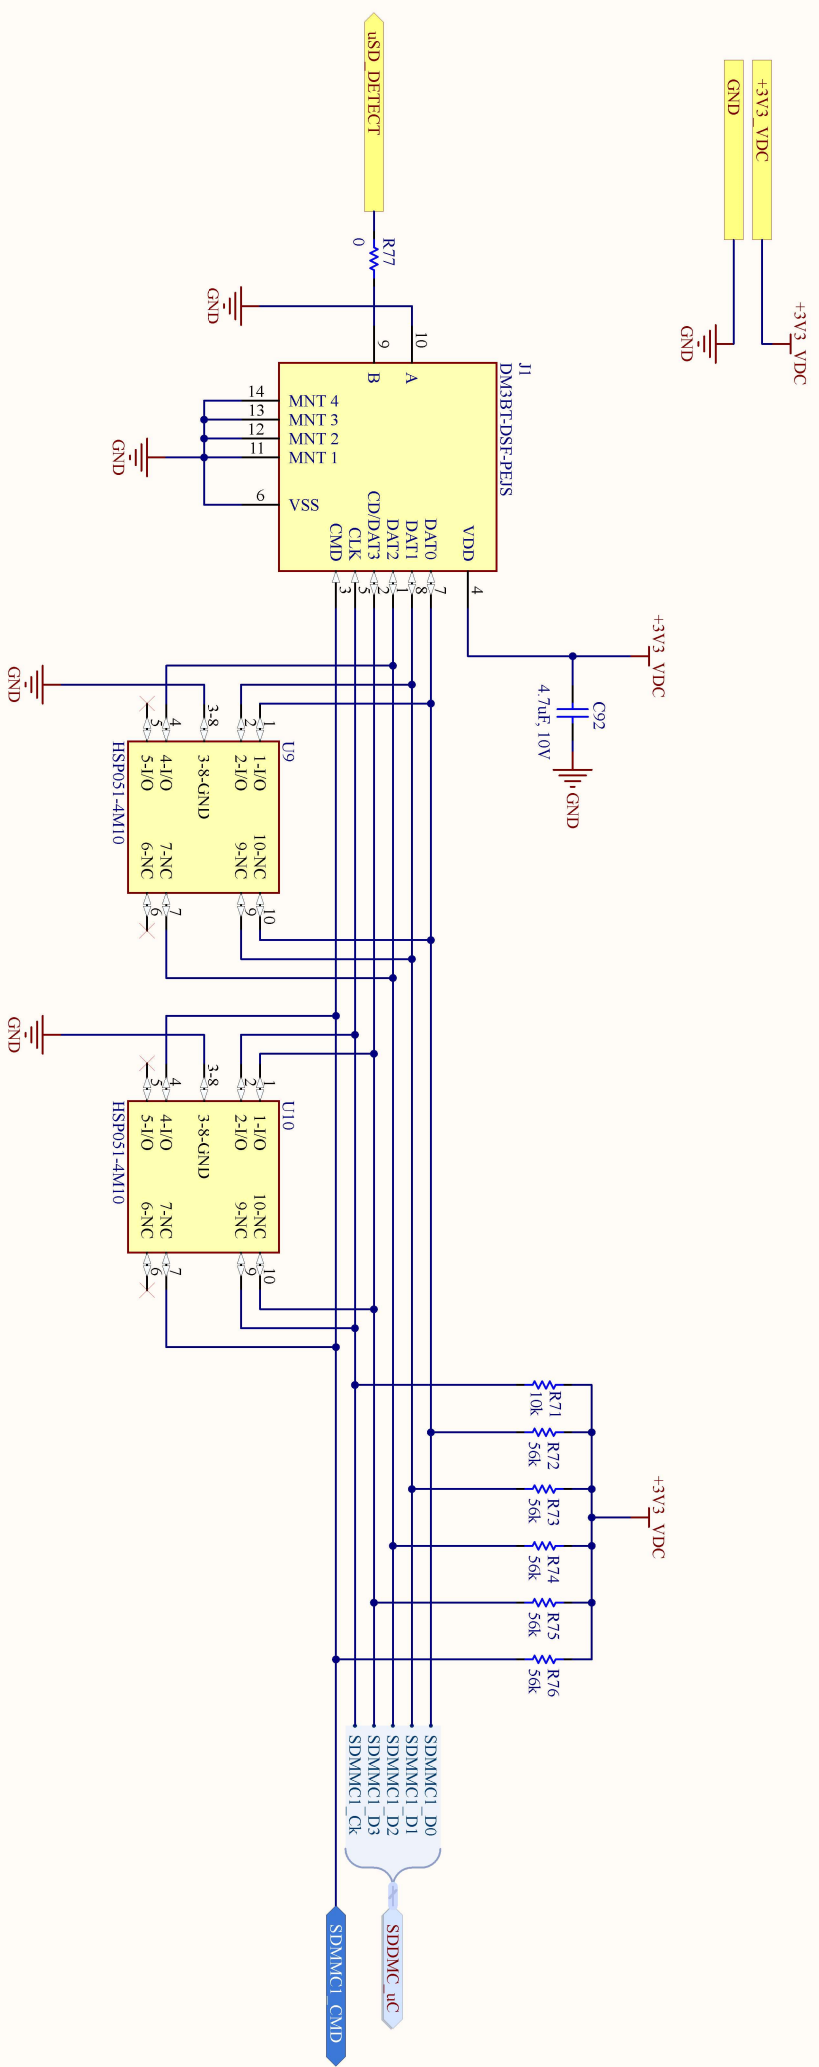 +3V3_VDC
GND
+3V3_VDC
GND
uSD_DETECT
R77
0
GND
10
9
J1
DM3BT-DSF-PEJS
A
B
14
MNT 4
13
MNT 3
12
MNT 2
11
MNT 1
6
VSS
GND
VDD
DAT0
DAT1
DAT2
CD/DAT3
CLK
CMD
4
7
8
1
2
5
3
+3V3_VDC
C92
4.7uF, 10V
GND
GND
1
2
3-8
4
5
U9
1-I/O
2-I/O
3-8-GND
4-I/O
5-I/O
10-NC
9-NC
7-NC
6-NC
HSP051-4M10
10
9
7
6
GND
1
2
3-8
4
5
U10
1-I/O
2-I/O
3-8-GND
4-I/O
5-I/O
10-NC
9-NC
7-NC
6-NC
HSP051-4M10
10
9
7
6
+3V3_VDC
R71
10k
R72
56k
R73
56k
R74
56k
R75
56k
R76
56k
SDMMC1_D0
SDMMC1_D1
SDMMC1_D2
SDMMC1_D3
SDMMC1_Ck
SDDMC_uC
SDMMC1_CMD